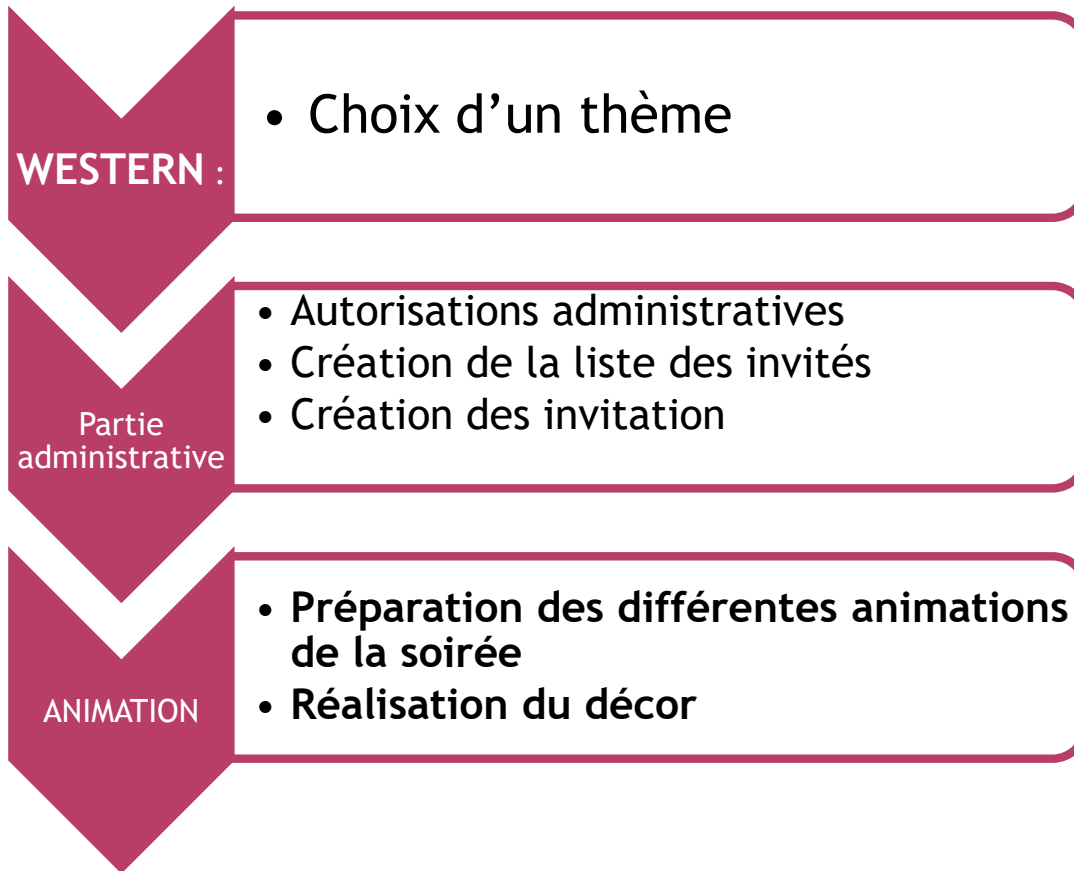 WESTERN :
• Choix d’un thème
Partie
administrative
• Autorisations administratives
• Création de la liste des invités
• Création des invitation
ANIMATION
• Préparation des différentes animations
de la soirée
• Réalisation du décor